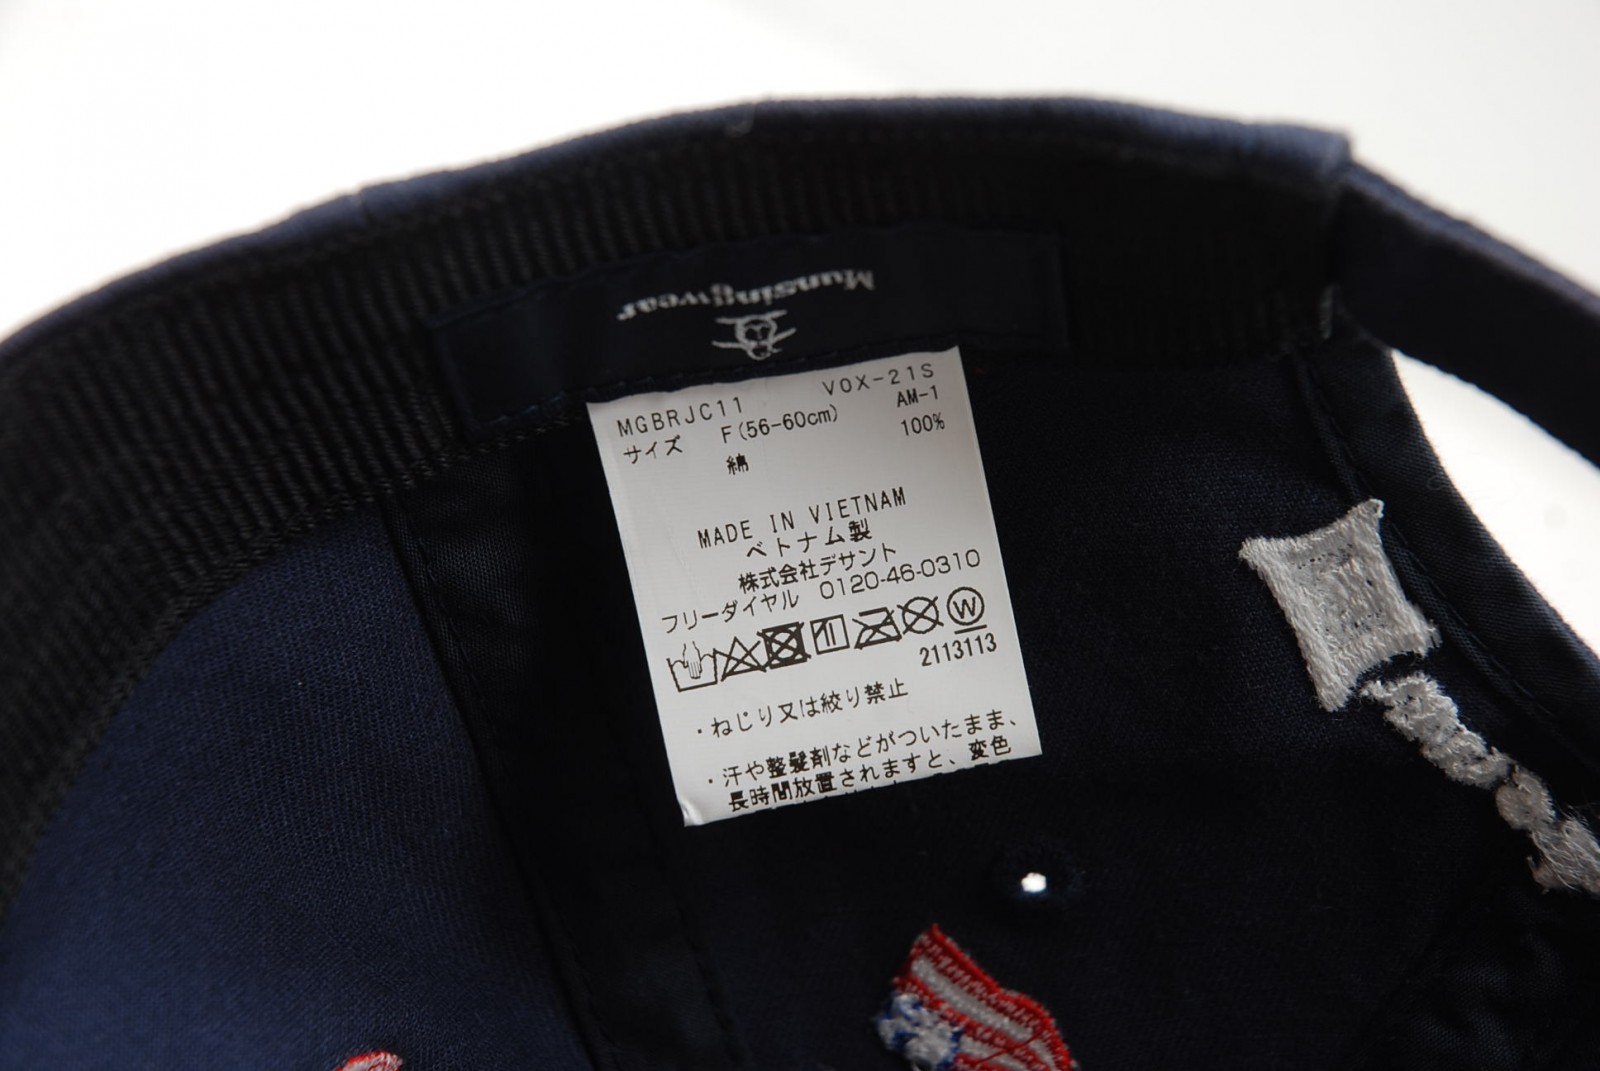 Munsingwear
MGBRJC11 VOX-21S
サイズ F(56-60cm) AM-1
綿 100%
MADE IN VIETNAM
ベトナム製
株式会社デサント
フリーダイヤル 0120-46-0310
W
2113113
・ねじり又は絞り禁止
・汗や整髪剤などがついたまま、
長時間放置されますと、変色